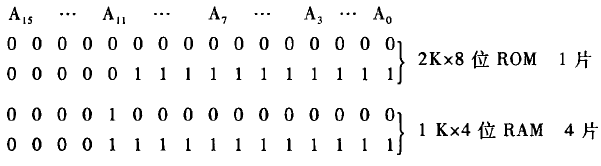 A₁₅ ⋯ A₁₁ ⋯ A₇ ⋯ A₃ ⋯ A₀
0 0 0 0 0 0 0 0 0 0 0 0 0 0 0 0
2K×8 位 ROM 1 片
0 0 0 0 0 1 1 1 1 1 1 1 1 1 1 1
0 0 0 0 1 0 0 0 0 0 0 0 0 0 0 0
1 K×4 位 RAM 4 片
0 0 0 0 1 1 1 1 1 1 1 1 1 1 1 1